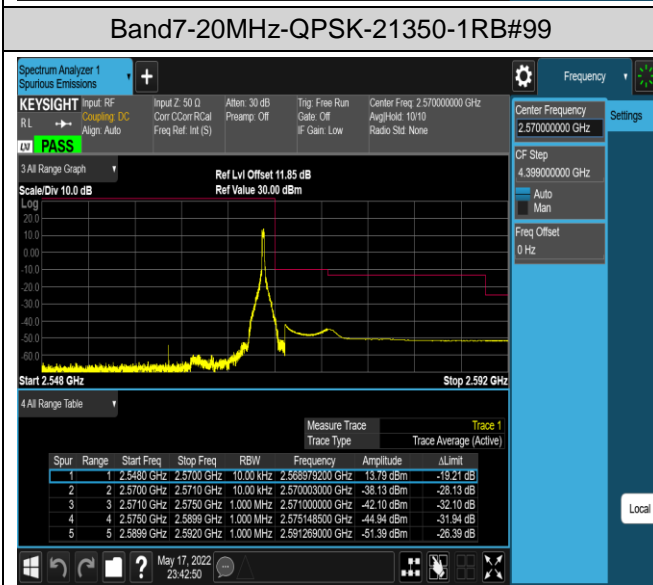 Band7-20MHz-QPSK-21350-1RB#99
Spectrum Analyzer 1
Spurious Emissions
Frequency
KEYSIGHT
RL
Input: RF
Coupling: DC
Align: Auto
Input Z: 50 Ω
Corr CCorr RCal
Freq Ref: Int (S)
Atten: 30 dB
Preamp: Off
Trig: Free Run
Gate: Off
IF Gain: Low
Center Freq: 2.570000000 GHz
Avg|Hold: 10/10
Radio Std: None
LXI PASS
Center Frequency
2.570000000 GHz
Settings
CF Step
4.399000000 GHz
Auto
Man
Freq Offset
0 Hz
3 All Range Graph
Ref Lvl Offset 11.85 dB
Scale/Div 10.0 dB
Ref Value 30.00 dBm
Log
20.0
10.0
0.00
-10.0
-20.0
-30.0
-40.0
-50.0
-60.0
Start 2.548 GHz
Stop 2.592 GHz
4 All Range Table
Measure Trace Trace 1
Trace Type Trace Average (Active)
Spur Range Start Freq Stop Freq RBW Frequency Amplitude ΔLimit
1 1 2.5480 GHz 2.5700 GHz 10.00 kHz 2.568979200 GHz 13.79 dBm -19.21 dB
2 2 2.5700 GHz 2.5710 GHz 10.00 kHz 2.570003000 GHz -38.13 dBm -28.13 dB
3 3 2.5710 GHz 2.5750 GHz 1.000 MHz 2.571000000 GHz -42.10 dBm -32.10 dB
4 4 2.5750 GHz 2.5899 GHz 1.000 MHz 2.575148500 GHz -44.94 dBm -31.94 dB
5 5 2.5899 GHz 2.5920 GHz 1.000 MHz 2.591269000 GHz -51.39 dBm -26.39 dB
Local
May 17, 2022
23:42:50